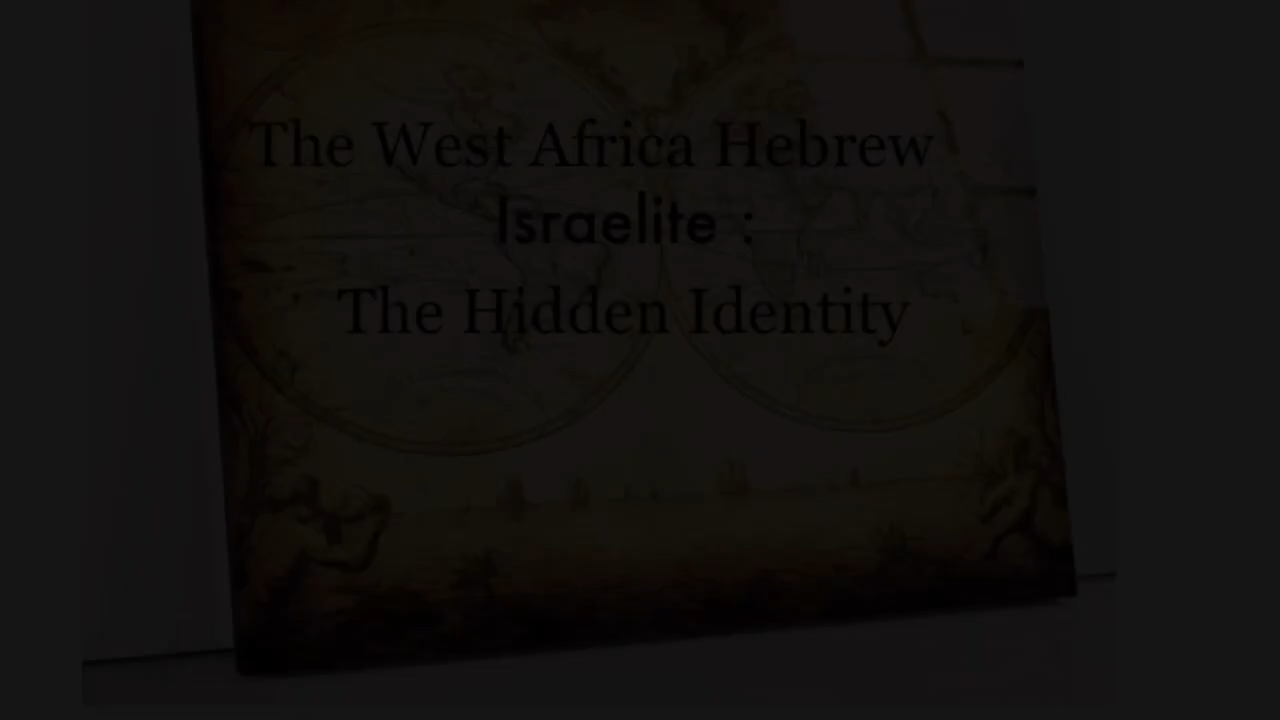 The West Africa Hebrew
Israelite :
The Hidden Identity